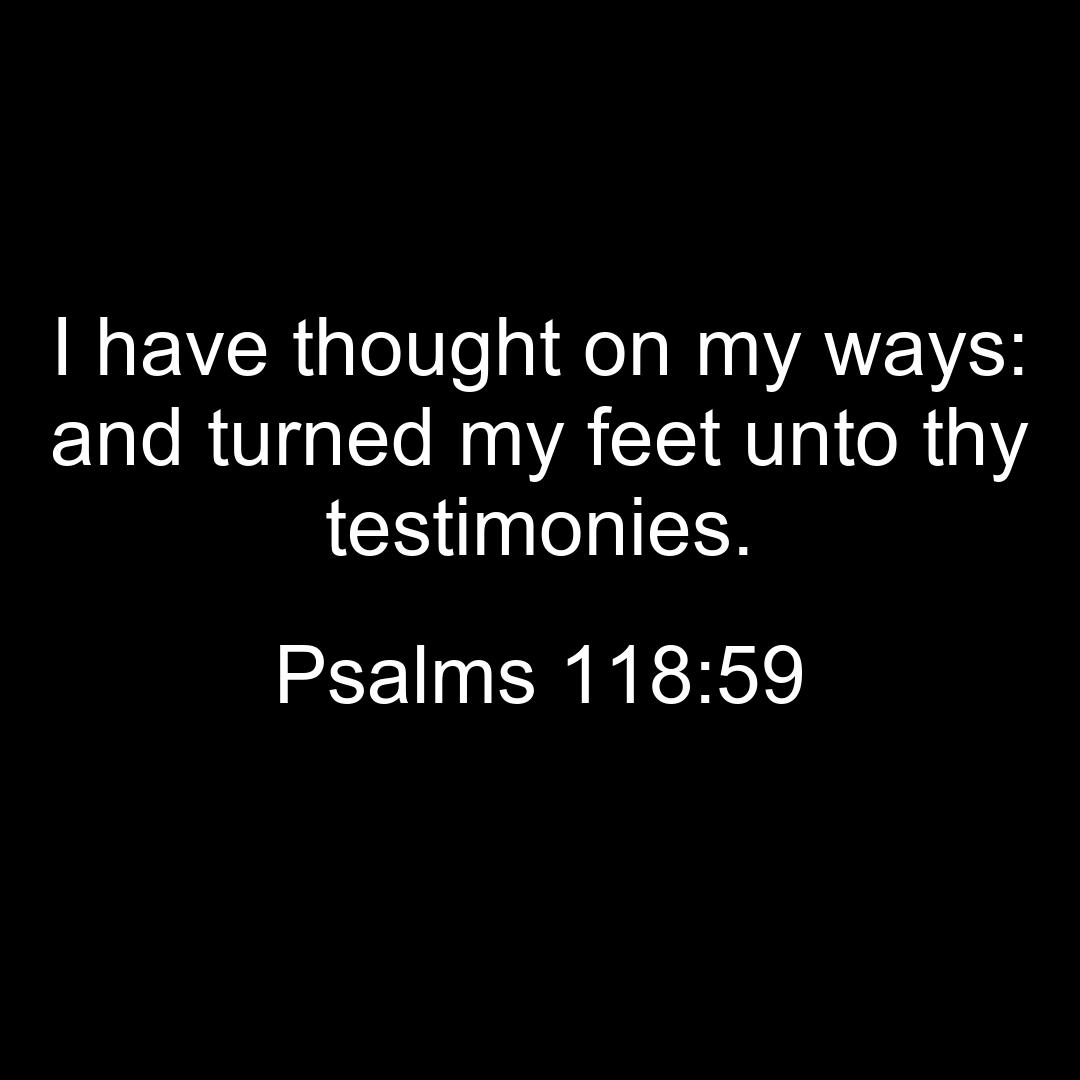 I have thought on my ways:
and turned my feet unto thy
testimonies.
Psalms 118:59